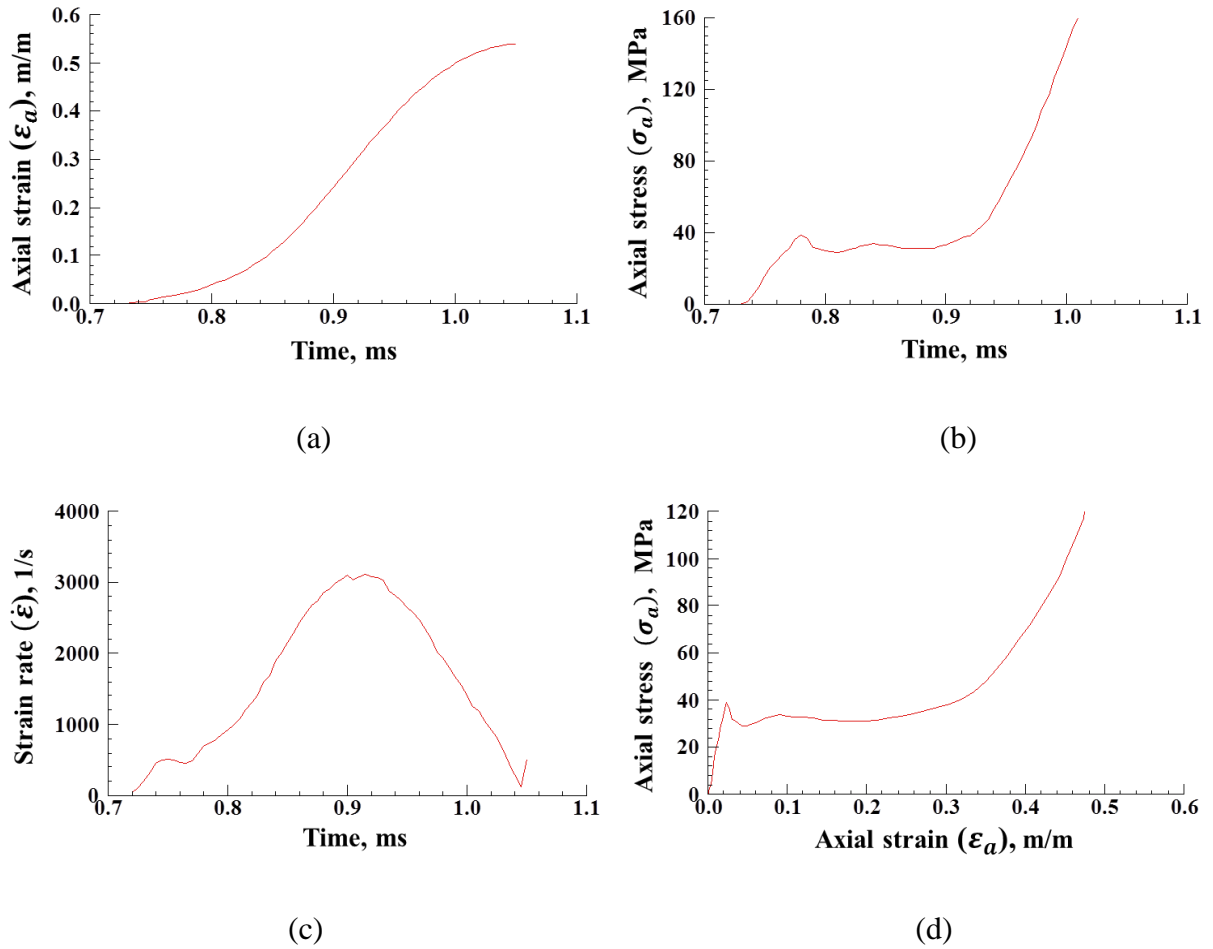 Axial strain (εₐ), m/m
0.6
0.5
0.4
0.3
0.2
0.1
0.0
0.7 0.8 0.9 1.0 1.1
Time, ms
(a)
Axial stress (σₐ), MPa
160
120
80
40
0
0.7 0.8 0.9 1.0 1.1
Time, ms
(b)
Strain rate (ε̇), 1/s
4000
3000
2000
1000
0
0.7 0.8 0.9 1.0 1.1
Time, ms
(c)
Axial stress (σₐ), MPa
120
100
80
60
40
20
0
0.0 0.1 0.2 0.3 0.4 0.5 0.6
Axial strain (εₐ), m/m
(d)